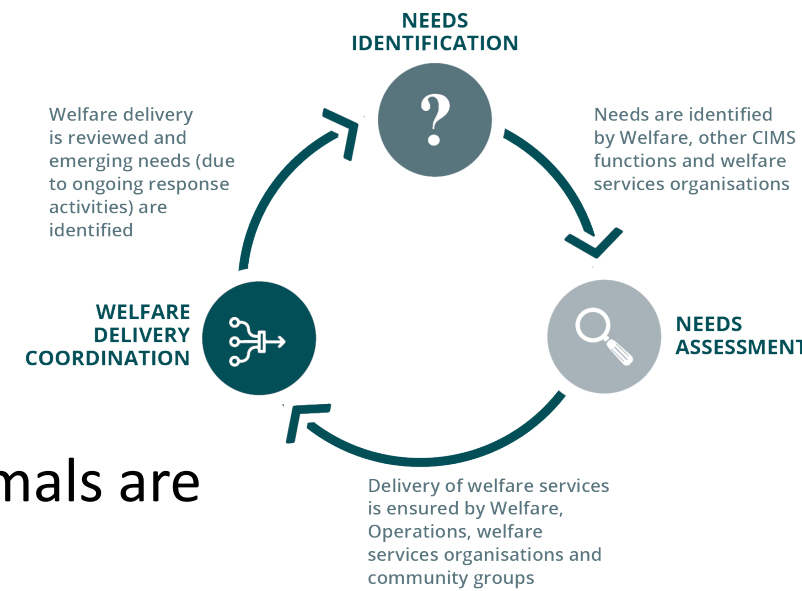 NEEDS
IDENTIFICATION
?
Welfare delivery
is reviewed and
emerging needs (due
to ongoing response
activities) are
identified
Needs are identified
by Welfare, other CIMS
functions and welfare
services organisations
WELFARE
DELIVERY
COORDINATION
NEEDS
ASSESSMENT
mals are
Delivery of welfare services
is ensured by Welfare,
Operations, welfare
services organisations and
community groups